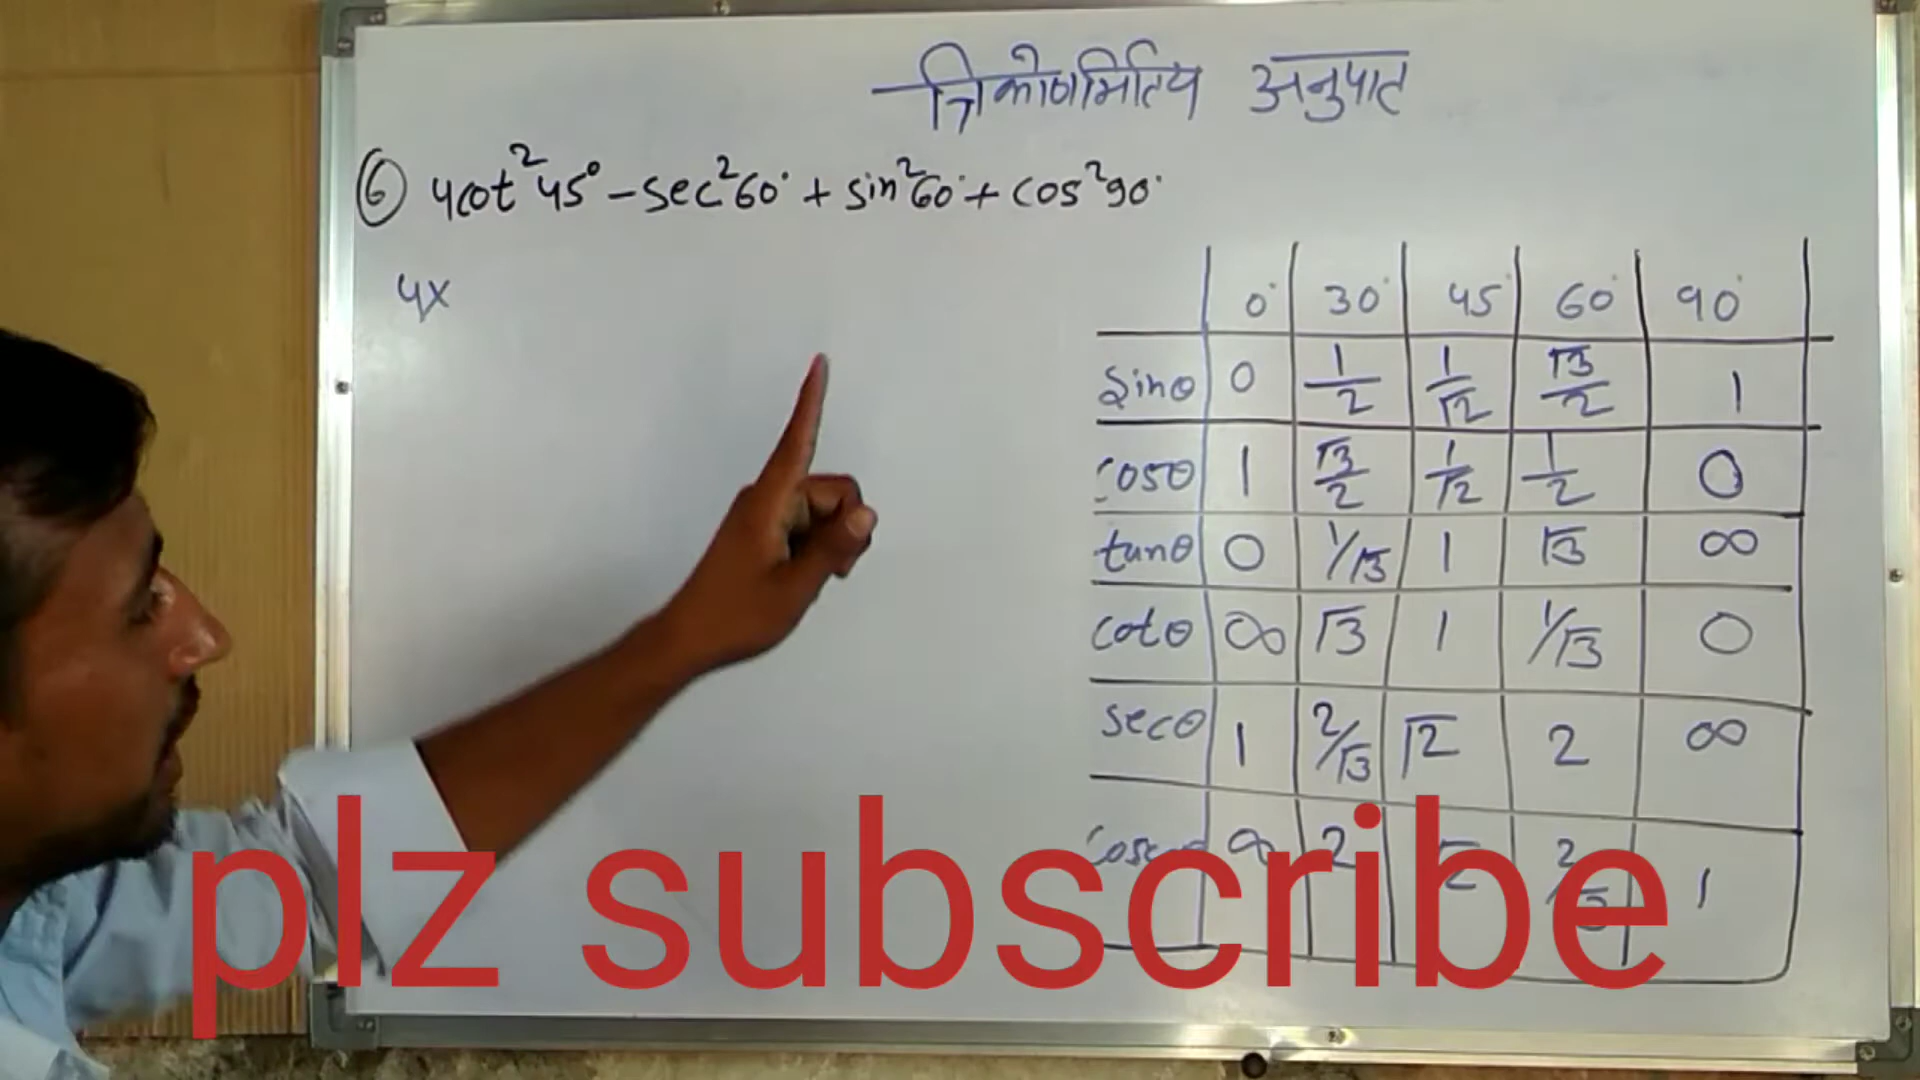 त्रिकोणमितिय अनुपात
⑥ 4cot²45° - sec²60° + sin²60° + cos²90°
4x
0° 30° 45° 60° 90°
sinθ 0 1/2 1/√2 √3/2 1
cosθ 1 √3/2 1/√2 1/2 0
tanθ 0 1/√3 1 √3 ∞
cotθ ∞ √3 1 1/√3 0
secθ 1 2/√3 √2 2 ∞
∞ 2 1
plz subscribe